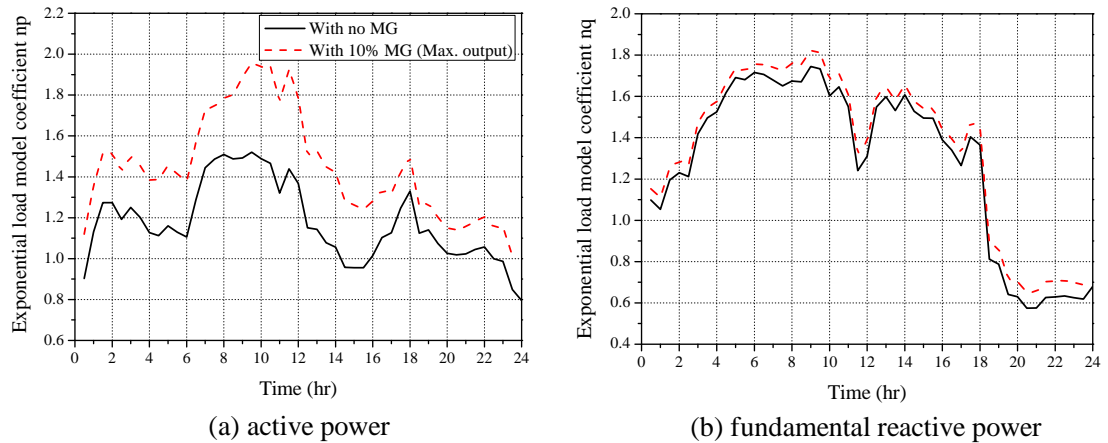 Exponential load model coefficient np
2.2
2.0
1.8
1.6
1.4
1.2
1.0
0.8
0.6
With no MG
With 10% MG (Max. output)
0 2 4 6 8 10 12 14 16 18 20 22 24
Time (hr)
(a) active power
Exponential load model coefficient nq
2.0
1.8
1.6
1.4
1.2
1.0
0.8
0.6
0.4
0 2 4 6 8 10 12 14 16 18 20 22 24
Time (hr)
(b) fundamental reactive power